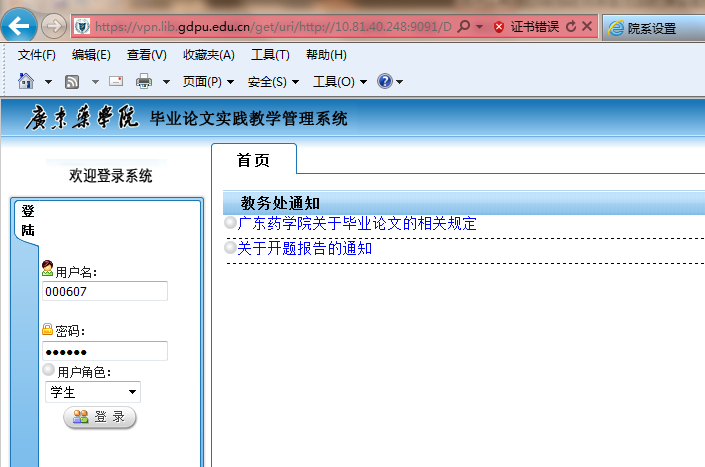 https://vpn.lib.gdpu.edu.cn/get/uri/http://10.81.40.248:9091/D 证书错误 院系设置
文件(F) 编辑(E) 查看(V) 收藏夹(A) 工具(T) 帮助(H)
页面(P) 安全(S) 工具(O)
廣东药学院 毕业论文实践教学管理系统
欢迎登录系统
首页
登陆
教务处通知
广东药学院关于毕业论文的相关规定
关于开题报告的通知
用户名:
000607
密码:
●●●●●●
用户角色:
学生
登 录